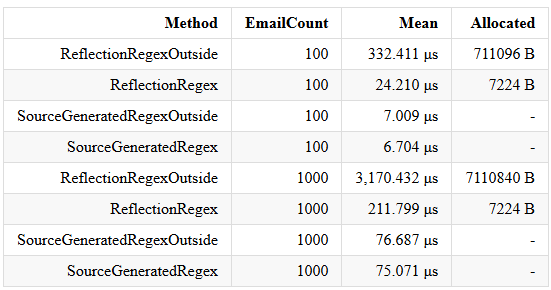 Method EmailCount Mean Allocated
ReflectionRegexOutside 100 332.411 μs 711096 B
ReflectionRegex 100 24.210 μs 7224 B
SourceGeneratedRegexOutside 100 7.009 μs -
SourceGeneratedRegex 100 6.704 μs -
ReflectionRegexOutside 1000 3,170.432 μs 7110840 B
ReflectionRegex 1000 211.799 μs 7224 B
SourceGeneratedRegexOutside 1000 76.687 μs -
SourceGeneratedRegex 1000 75.071 μs -